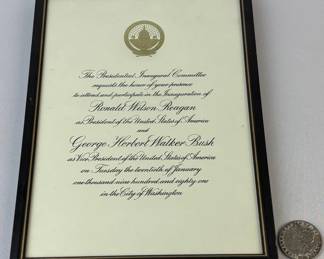 The Presidential Inaugural Committee
requests the honor of your presence
to attend and participate in the Inauguration of
Ronald Wilson Reagan
as President of the United States of America
and
George Herbert Walker Bush
as Vice President of the United States of America
on Tuesday the twentieth of January
one thousand nine hundred and eighty-one
in the City of Washington